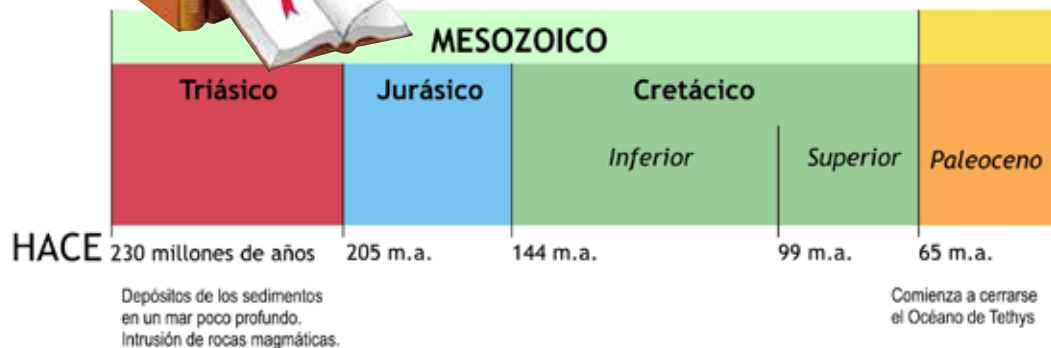 MESOZOICO
Triásico
Jurásico
Cretácico
Inferior
Superior
Paleoceno
HACE 230 millones de años 205 m.a. 144 m.a. 99 m.a. 65 m.a.
Depósitos de los sedimentos
en un mar poco profundo.
Intrusión de rocas magmáticas.
Comienza a cerrarse
el Océano de Tethys